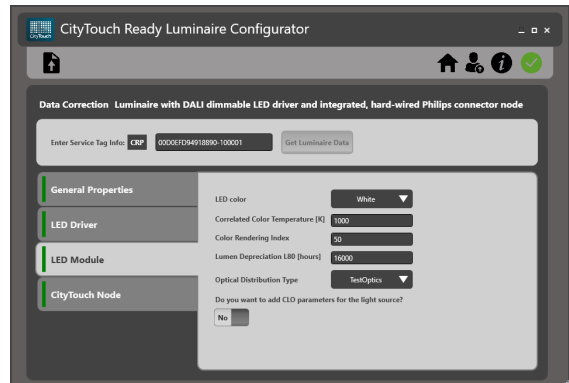 CityTouch CityTouch Ready Luminaire Configurator
Data Correction Luminaire with DALI dimmable LED driver and integrated, hard-wired Philips connector node
Enter Service Tag Info: CRP 00D0EFD94918890-100001 Get Luminaire Data
General Properties
LED Driver
LED Module
CityTouch Node
LED color White
Correlated Color Temperature [K] 1000
Color Rendering Index 50
Lumen Depreciation L80 [hours] 16000
Optical Distribution Type TestOptics
Do you want to add CLO parameters for the light source?
No